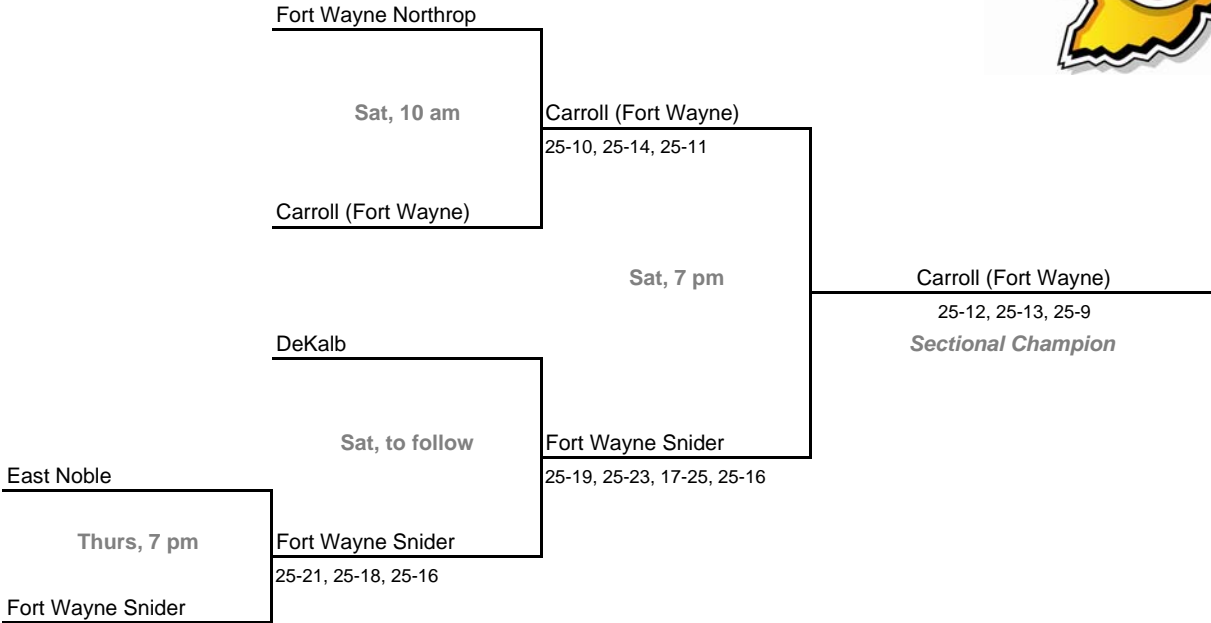 Fort Wayne Northrop
Sat, 10 am
Carroll (Fort Wayne)
25-10, 25-14, 25-11
Carroll (Fort Wayne)
Sat, 7 pm
Carroll (Fort Wayne)
25-12, 25-13, 25-9
Sectional Champion
DeKalb
Sat, to follow
Fort Wayne Snider
25-19, 25-23, 17-25, 25-16
East Noble
Thurs, 7 pm
Fort Wayne Snider
25-21, 25-18, 25-16
Fort Wayne Snider